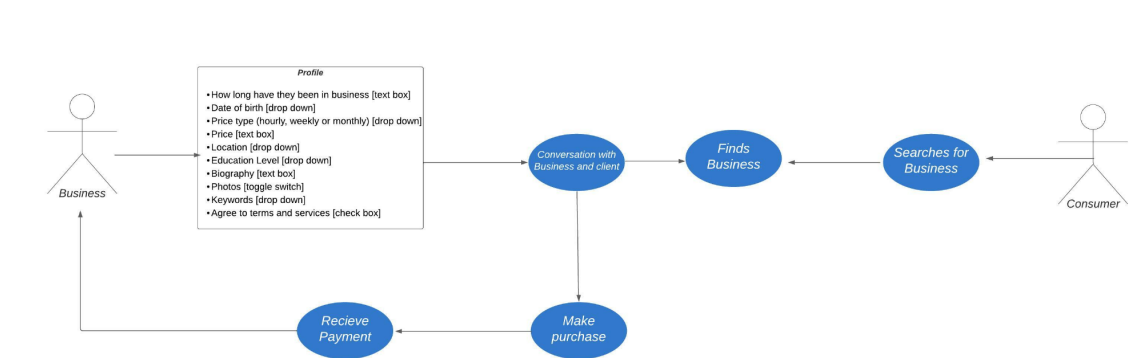 Profile
• How long have they been in business [text box]
• Date of birth [drop down]
• Price type (hourly, weekly or monthly) [drop down]
• Price [text box]
• Location [drop down]
• Education Level [drop down]
• Biography [text box]
• Photos [toggle switch]
• Keywords [drop down]
• Agree to terms and services [check box]
Business
Conversation with
Business and client
Finds
Business
Searches for
Business
Consumer
Recieve
Payment
Make
purchase